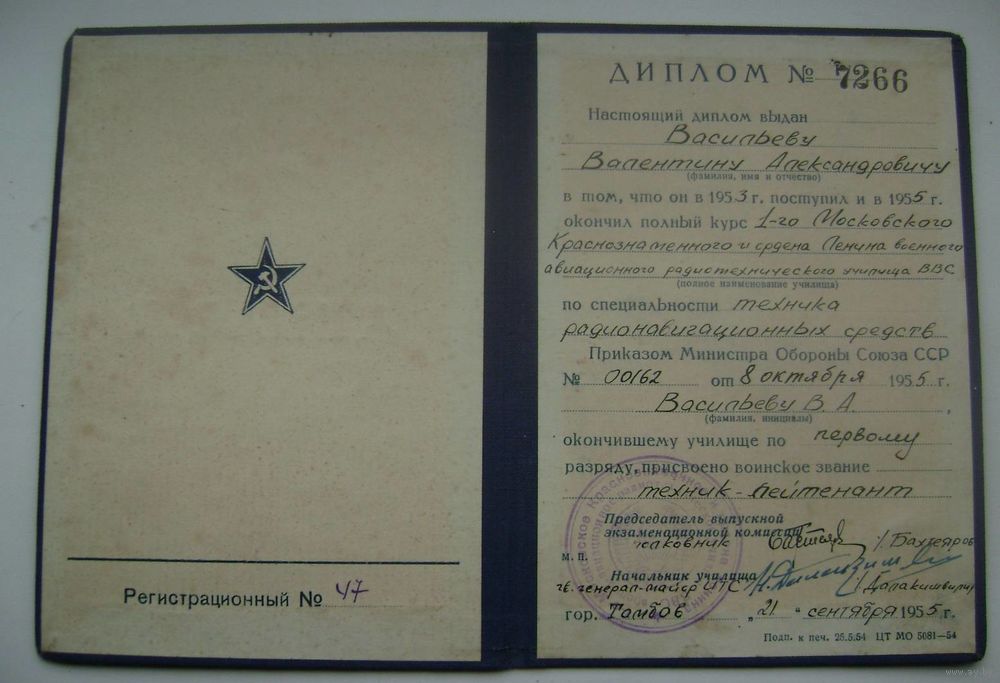 Регистрационный № 47
ДИПЛОМ № 7266
Настоящий диплом выдан
Васильеву
Валентину Александровичу
(фамилия, имя и отчество)
в том, что он в 1953 г. поступил и в 1955 г.
окончил полный курс 1-го Московского
Краснознаменного и ордена Ленина военного
авиационного радиотехнического училища ВВС
(полное наименование училища)
по специальности техника
радионавигационных средств
Приказом Министра Обороны Союза ССР
№ 00162 от 8 октября 1955 г.
Васильеву В. А.,
(фамилия, инициалы)
окончившему училище по первому
разряду, присвоено воинское звание
техник-лейтенант
Председатель выпускной
экзаменационной комиссии
полковник /. Бахтеяров
м. п.
Начальник училища
гв. генерал-майор ИТС /. Далакишвили
гор. Тамбов „21" сентября 1955 г.
Подп. к печ. 25.5.54 ЦТ МО 5081—54